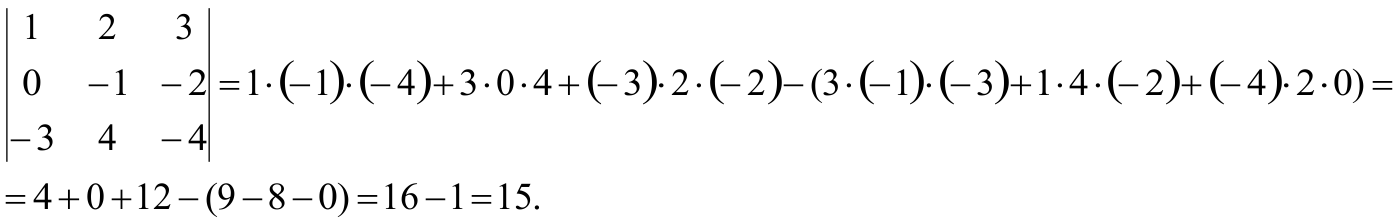 1 2 3
0 −1 −2 = 1·(−1)·(−4)+3·0·4+(−3)·2·(−2)−(3·(−1)·(−3)+1·4·(−2)+(−4)·2·0) =
−3 4 −4
= 4+0+12−(9−8−0)=16−1=15.